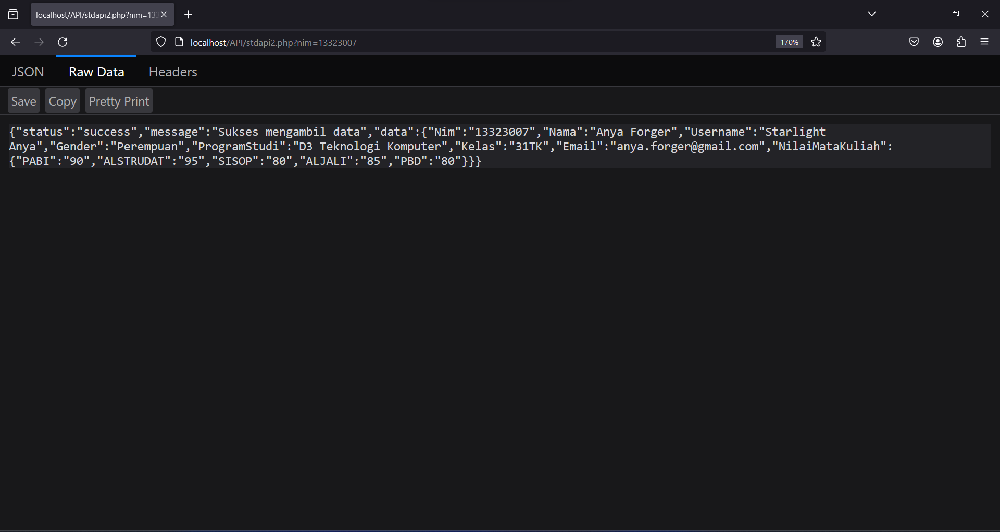 localhost/API/stdapi2.php?nim=133
localhost/API/stdapi2.php?nim=13323007
170%
JSON
Raw Data
Headers
Save
Copy
Pretty Print
{"status":"success","message":"Sukses mengambil data","data":{"Nim":"13323007","Nama":"Anya Forger","Username":"Starlight
Anya","Gender":"Perempuan","ProgramStudi":"D3 Teknologi Komputer","Kelas":"31TK","Email":"anya.forger@gmail.com","NilaiMataKuliah":
{"PABI":"90","ALSTRUDAT":"95","SISOP":"80","ALJALI":"85","PBD":"80"}}}